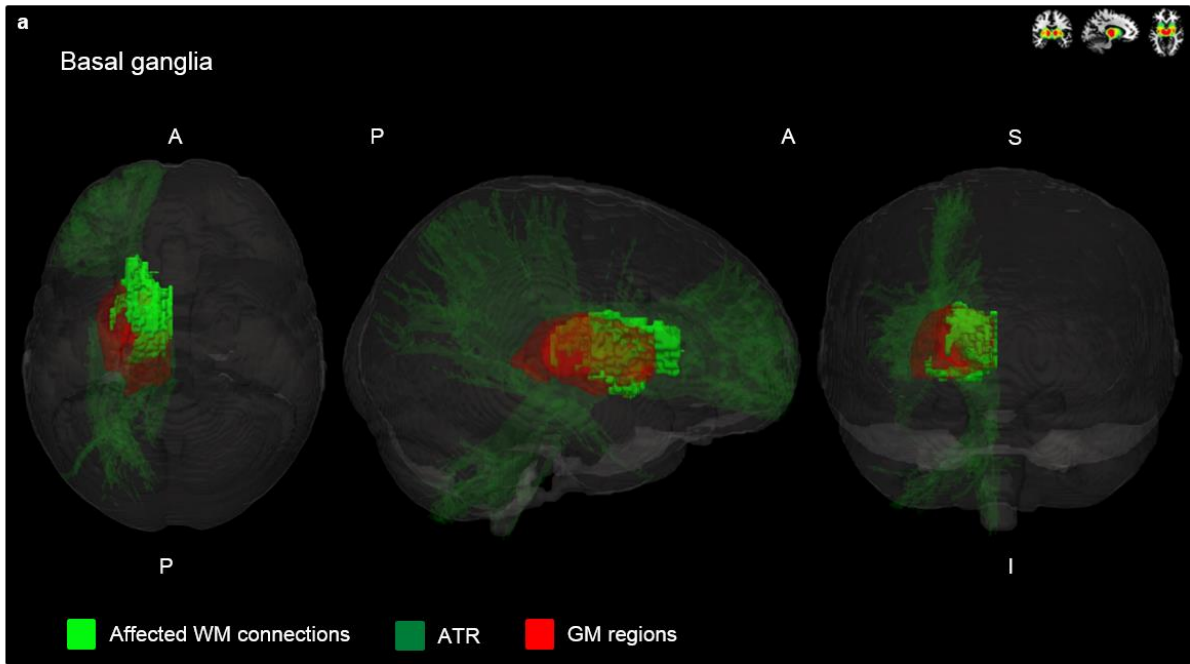 a
Basal ganglia
A P A S
P I
Affected WM connections ATR GM regions